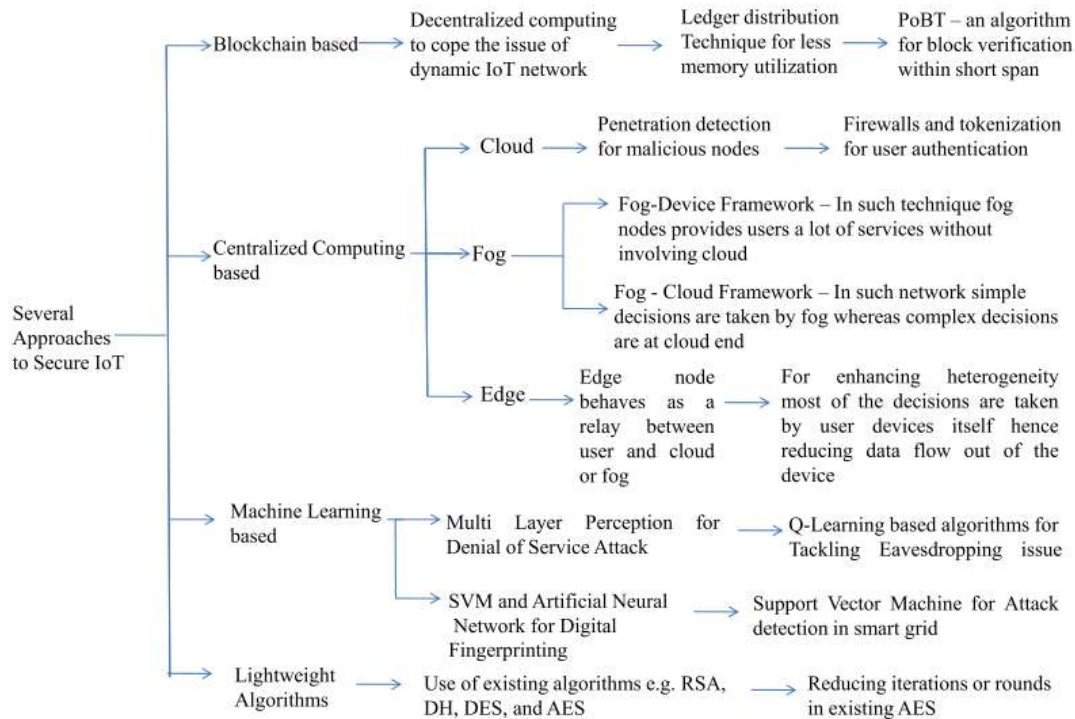 Several
Approaches
to Secure IoT
Blockchain based
Decentralized computing
to cope the issue of
dynamic IoT network
Ledger distribution
Technique for less
memory utilization
PoBT – an algorithm
for block verification
within short span
Centralized Computing
based
Cloud
Penetration detection
for malicious nodes
Firewalls and tokenization
for user authentication
Fog
Fog-Device Framework – In such technique fog
nodes provides users a lot of services without
involving cloud
Fog - Cloud Framework – In such network simple
decisions are taken by fog whereas complex decisions
are at cloud end
Edge
Edge node
behaves as a
relay between
user and cloud
or fog
For enhancing heterogeneity
most of the decisions are taken
by user devices itself hence
reducing data flow out of the
device
Machine Learning
based
Multi Layer Perception for
Denial of Service Attack
Q-Learning based algorithms for
Tackling Eavesdropping issue
SVM and Artificial Neural
Network for Digital
Fingerprinting
Support Vector Machine for Attack
detection in smart grid
Lightweight
Algorithms
Use of existing algorithms e.g. RSA,
DH, DES, and AES
Reducing iterations or rounds
in existing AES